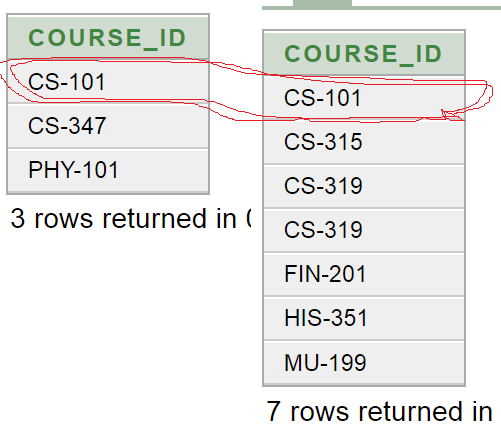 COURSE_ID
CS-101
CS-347
PHY-101
3 rows returned in
COURSE_ID
CS-101
CS-315
CS-319
CS-319
FIN-201
HIS-351
MU-199
7 rows returned in